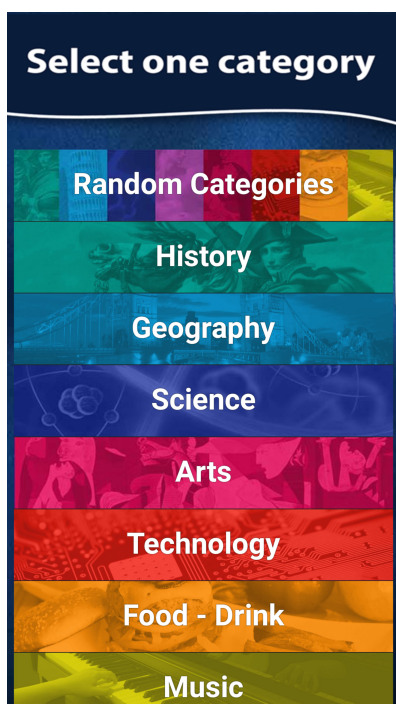 Select one category
Random Categories
History
Geography
Science
Arts
Technology
Food - Drink
Music